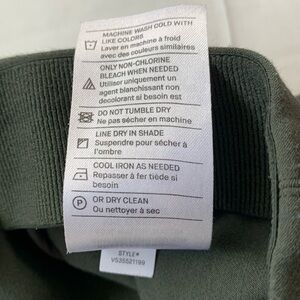 MACHINE WASH COLD WITH
LIKE COLORS
Laver en machine à froid
avec des couleurs similaires
ONLY NON-CHLORINE
BLEACH WHEN NEEDED
Utiliser uniquement un
agent blanchissant non
decolorant si besoin est
DO NOT TUMBLE DRY
Ne pas sécher en machine
LINE DRY IN SHADE
Suspendre pour sécher à
l'ombre
COOL IRON AS NEEDED
Repasser à fer tiède si
besoin
P
OR DRY CLEAN
Ou nettoyer à sec
STYLE#
V535521199